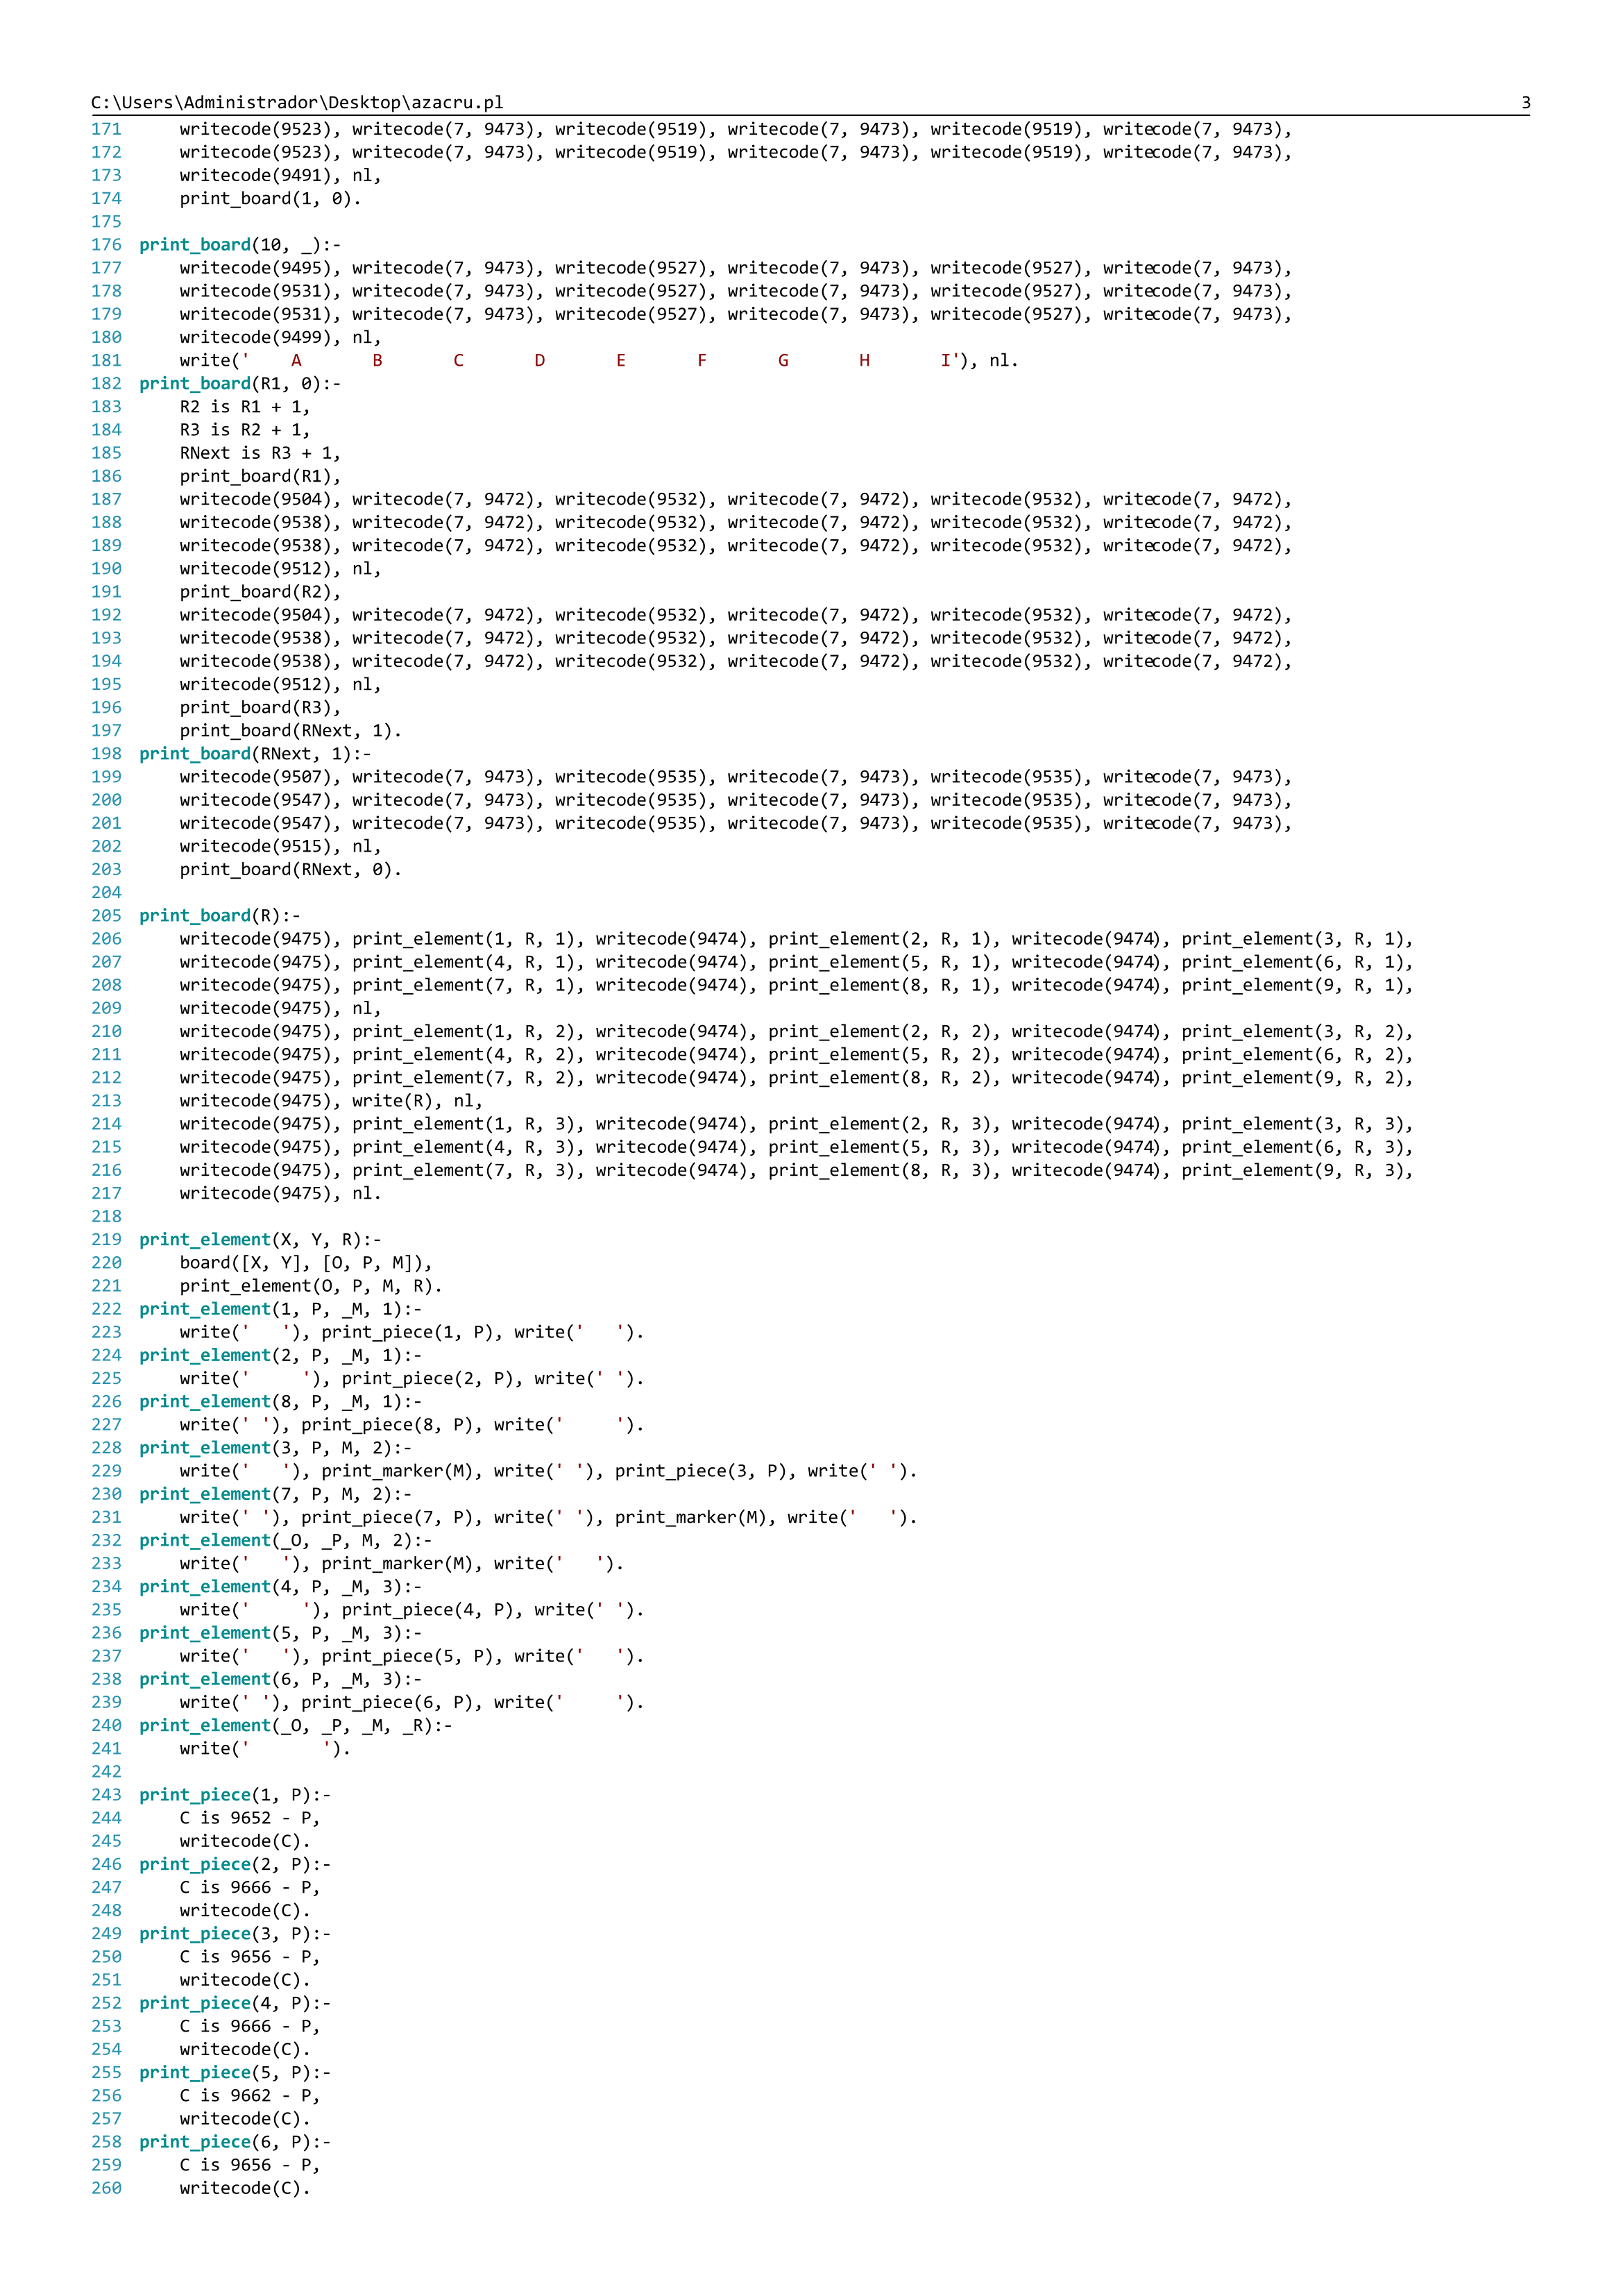 C:\Users\Administrador\Desktop\azacru.pl 3
171     writecode(9523), writecode(7, 9473), writecode(9519), writecode(7, 9473), writecode(9519), writecode(7, 9473),
172     writecode(9523), writecode(7, 9473), writecode(9519), writecode(7, 9473), writecode(9519), writecode(7, 9473),
173     writecode(9491), nl,
174     print_board(1, 0).
175
176 print_board(10, _):-
177     writecode(9495), writecode(7, 9473), writecode(9527), writecode(7, 9473), writecode(9527), writecode(7, 9473),
178     writecode(9531), writecode(7, 9473), writecode(9527), writecode(7, 9473), writecode(9527), writecode(7, 9473),
179     writecode(9531), writecode(7, 9473), writecode(9527), writecode(7, 9473), writecode(9527), writecode(7, 9473),
180     writecode(9499), nl,
181     write('    A       B       C       D       E       F       G       H       I'), nl.
182 print_board(R1, 0):-
183     R2 is R1 + 1,
184     R3 is R2 + 1,
185     RNext is R3 + 1,
186     print_board(R1),
187     writecode(9504), writecode(7, 9472), writecode(9532), writecode(7, 9472), writecode(9532), writecode(7, 9472),
188     writecode(9538), writecode(7, 9472), writecode(9532), writecode(7, 9472), writecode(9532), writecode(7, 9472),
189     writecode(9538), writecode(7, 9472), writecode(9532), writecode(7, 9472), writecode(9532), writecode(7, 9472),
190     writecode(9512), nl,
191     print_board(R2),
192     writecode(9504), writecode(7, 9472), writecode(9532), writecode(7, 9472), writecode(9532), writecode(7, 9472),
193     writecode(9538), writecode(7, 9472), writecode(9532), writecode(7, 9472), writecode(9532), writecode(7, 9472),
194     writecode(9538), writecode(7, 9472), writecode(9532), writecode(7, 9472), writecode(9532), writecode(7, 9472),
195     writecode(9512), nl,
196     print_board(R3),
197     print_board(RNext, 1).
198 print_board(RNext, 1):-
199     writecode(9507), writecode(7, 9473), writecode(9535), writecode(7, 9473), writecode(9535), writecode(7, 9473),
200     writecode(9547), writecode(7, 9473), writecode(9535), writecode(7, 9473), writecode(9535), writecode(7, 9473),
201     writecode(9547), writecode(7, 9473), writecode(9535), writecode(7, 9473), writecode(9535), writecode(7, 9473),
202     writecode(9515), nl,
203     print_board(RNext, 0).
204
205 print_board(R):-
206     writecode(9475), print_element(1, R, 1), writecode(9474), print_element(2, R, 1), writecode(9474), print_element(3, R, 1),
207     writecode(9475), print_element(4, R, 1), writecode(9474), print_element(5, R, 1), writecode(9474), print_element(6, R, 1),
208     writecode(9475), print_element(7, R, 1), writecode(9474), print_element(8, R, 1), writecode(9474), print_element(9, R, 1),
209     writecode(9475), nl,
210     writecode(9475), print_element(1, R, 2), writecode(9474), print_element(2, R, 2), writecode(9474), print_element(3, R, 2),
211     writecode(9475), print_element(4, R, 2), writecode(9474), print_element(5, R, 2), writecode(9474), print_element(6, R, 2),
212     writecode(9475), print_element(7, R, 2), writecode(9474), print_element(8, R, 2), writecode(9474), print_element(9, R, 2),
213     writecode(9475), write(R), nl,
214     writecode(9475), print_element(1, R, 3), writecode(9474), print_element(2, R, 3), writecode(9474), print_element(3, R, 3),
215     writecode(9475), print_element(4, R, 3), writecode(9474), print_element(5, R, 3), writecode(9474), print_element(6, R, 3),
216     writecode(9475), print_element(7, R, 3), writecode(9474), print_element(8, R, 3), writecode(9474), print_element(9, R, 3),
217     writecode(9475), nl.
218
219 print_element(X, Y, R):-
220     board([X, Y], [O, P, M]),
221     print_element(O, P, M, R).
222 print_element(1, P, _M, 1):-
223     write('   '), print_piece(1, P), write('   ').
224 print_element(2, P, _M, 1):-
225     write('     '), print_piece(2, P), write(' ').
226 print_element(8, P, _M, 1):-
227     write(' '), print_piece(8, P), write('     ').
228 print_element(3, P, M, 2):-
229     write('   '), print_marker(M), write(' '), print_piece(3, P), write(' ').
230 print_element(7, P, M, 2):-
231     write(' '), print_piece(7, P), write(' '), print_marker(M), write('   ').
232 print_element(_O, _P, M, 2):-
233     write('   '), print_marker(M), write('   ').
234 print_element(4, P, _M, 3):-
235     write('     '), print_piece(4, P), write(' ').
236 print_element(5, P, _M, 3):-
237     write('   '), print_piece(5, P), write('   ').
238 print_element(6, P, _M, 3):-
239     write(' '), print_piece(6, P), write('     ').
240 print_element(_O, _P, _M, _R):-
241     write('       ').
242
243 print_piece(1, P):-
244     C is 9652 - P,
245     writecode(C).
246 print_piece(2, P):-
247     C is 9666 - P,
248     writecode(C).
249 print_piece(3, P):-
250     C is 9656 - P,
251     writecode(C).
252 print_piece(4, P):-
253     C is 9666 - P,
254     writecode(C).
255 print_piece(5, P):-
256     C is 9662 - P,
257     writecode(C).
258 print_piece(6, P):-
259     C is 9656 - P,
260     writecode(C).